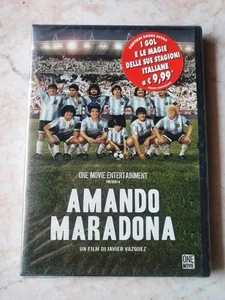 I GOL
E LE MAGIE
DELLE SUE STAGIONI
ITALIANE
A € 9,99*
ONE MOVIE ENTERTAINMENT
PRESENTA
AMANDO
MARADONA
UN FILM DI JAVIER VAZQUEZ
ONE
MOVIE